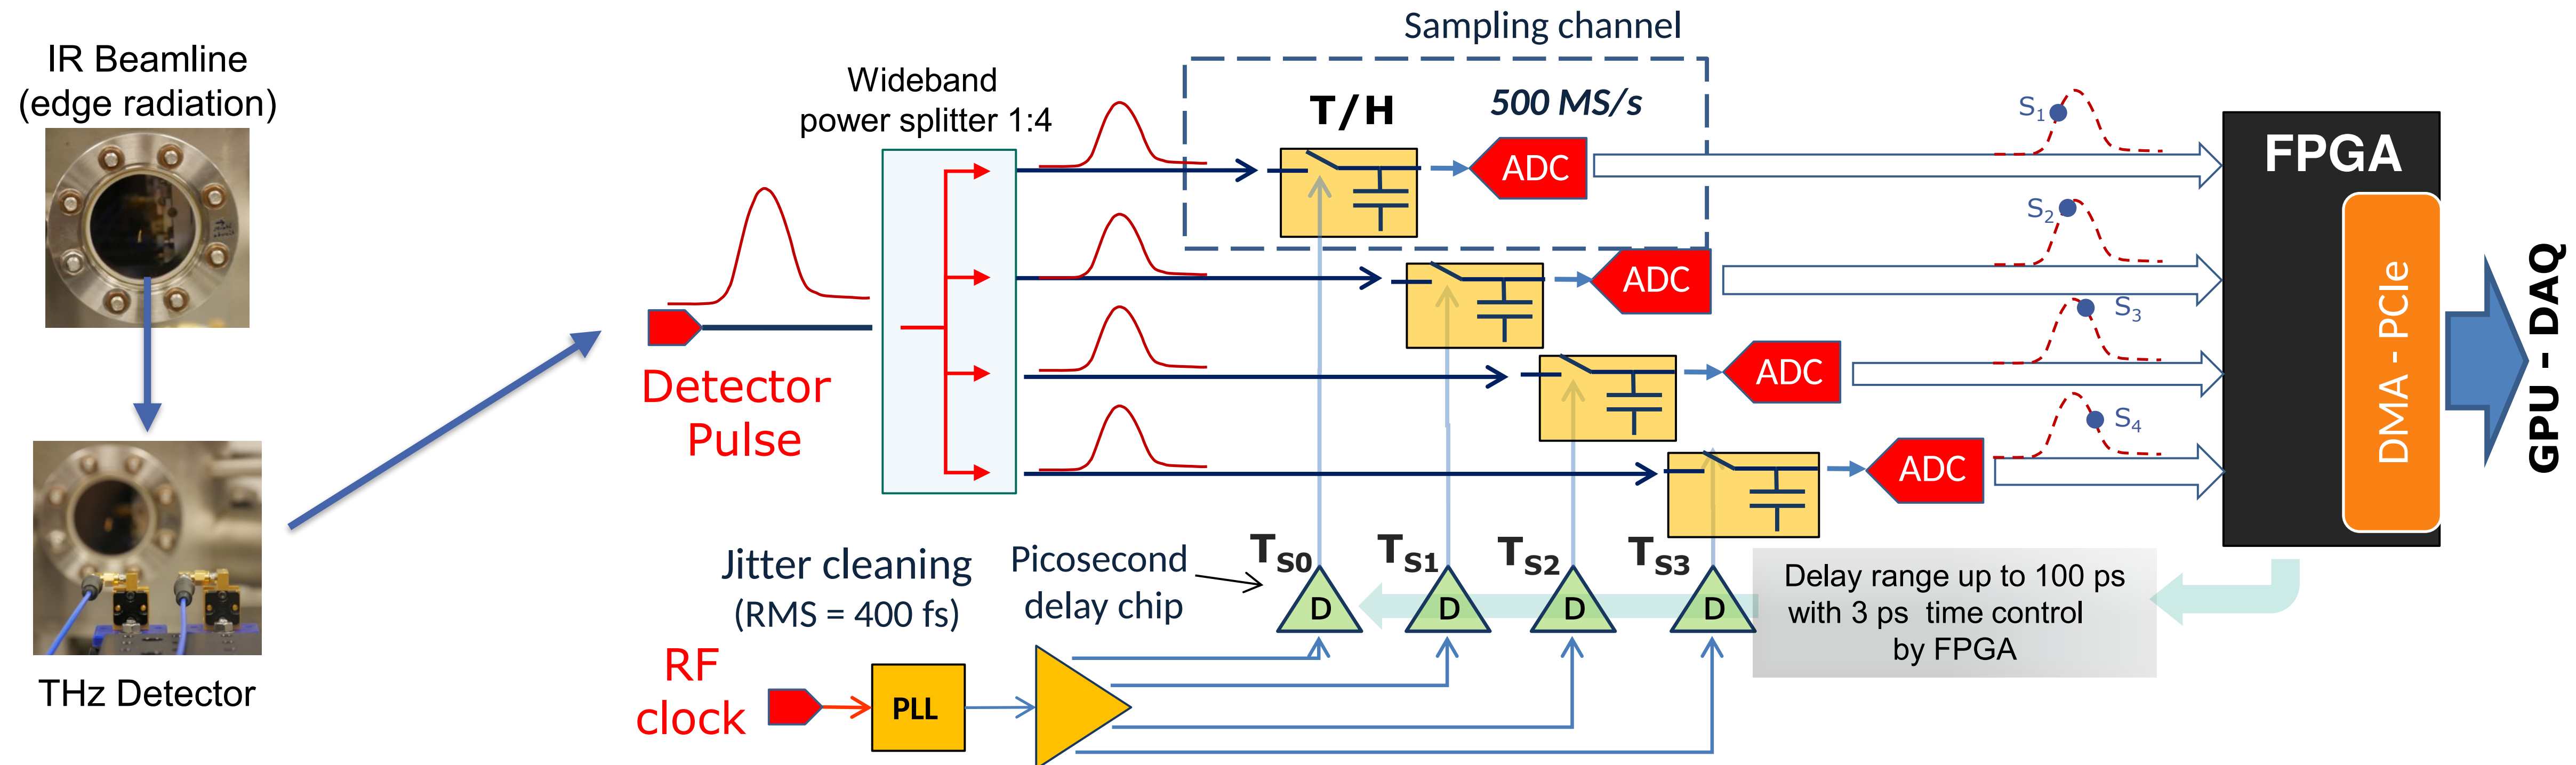 IR Beamline
(edge radiation)
THz Detector
Wideband
power splitter 1:4
Detector
Pulse
Sampling channel
T/H
500 MS/s
ADC
ADC
ADC
ADC
S1
S2
S3
S4
FPGA
DMA - PCIe
GPU - DAQ
Jitter cleaning
(RMS = 400 fs)
Picosecond
delay chip
TS0
TS1
TS2
TS3
D
D
D
D
Delay range up to 100 ps
with 3 ps time control
by FPGA
RF
clock
PLL